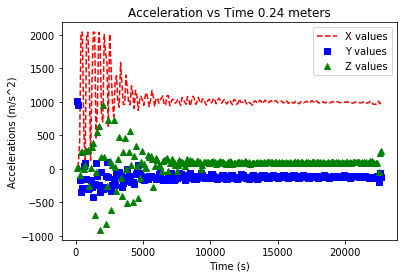 Acceleration vs Time 0.24 meters
X values
Y values
Z values
2000
1500
1000
500
0
−500
−1000
Accelerations (m/s^2)
0 5000 10000 15000 20000
Time (s)